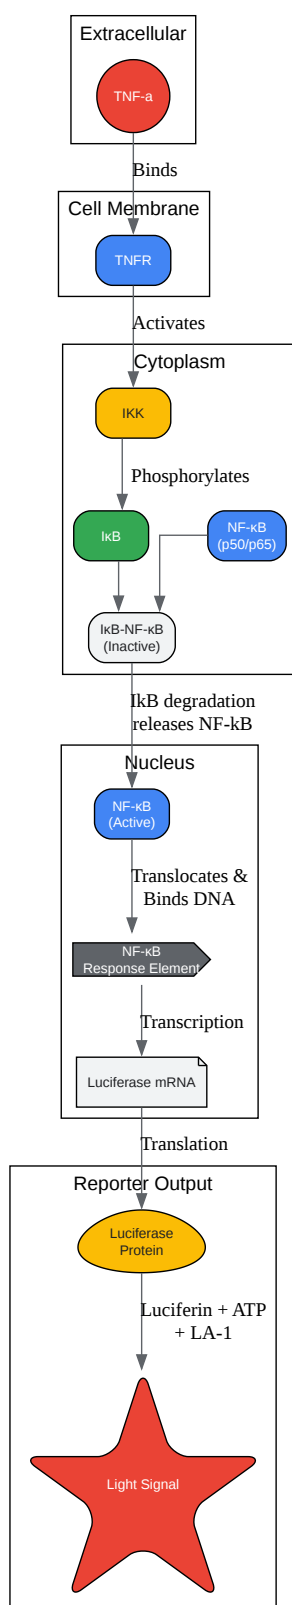 Extracellular
TNF-a
Binds
Cell Membrane
TNFR
Activates
Cytoplasm
IKK
Phosphorylates
IκB
NF-κB
(p50/p65)
IκB-NF-κB
(Inactive)
IkB degradation
releases NF-kB
Nucleus
NF-κB
(Active)
Translocates &
Binds DNA
NF-κB
Response Element
Transcription
Luciferase mRNA
Translation
Reporter Output
Luciferase
Protein
Luciferin + ATP
+ LA-1
Light Signal